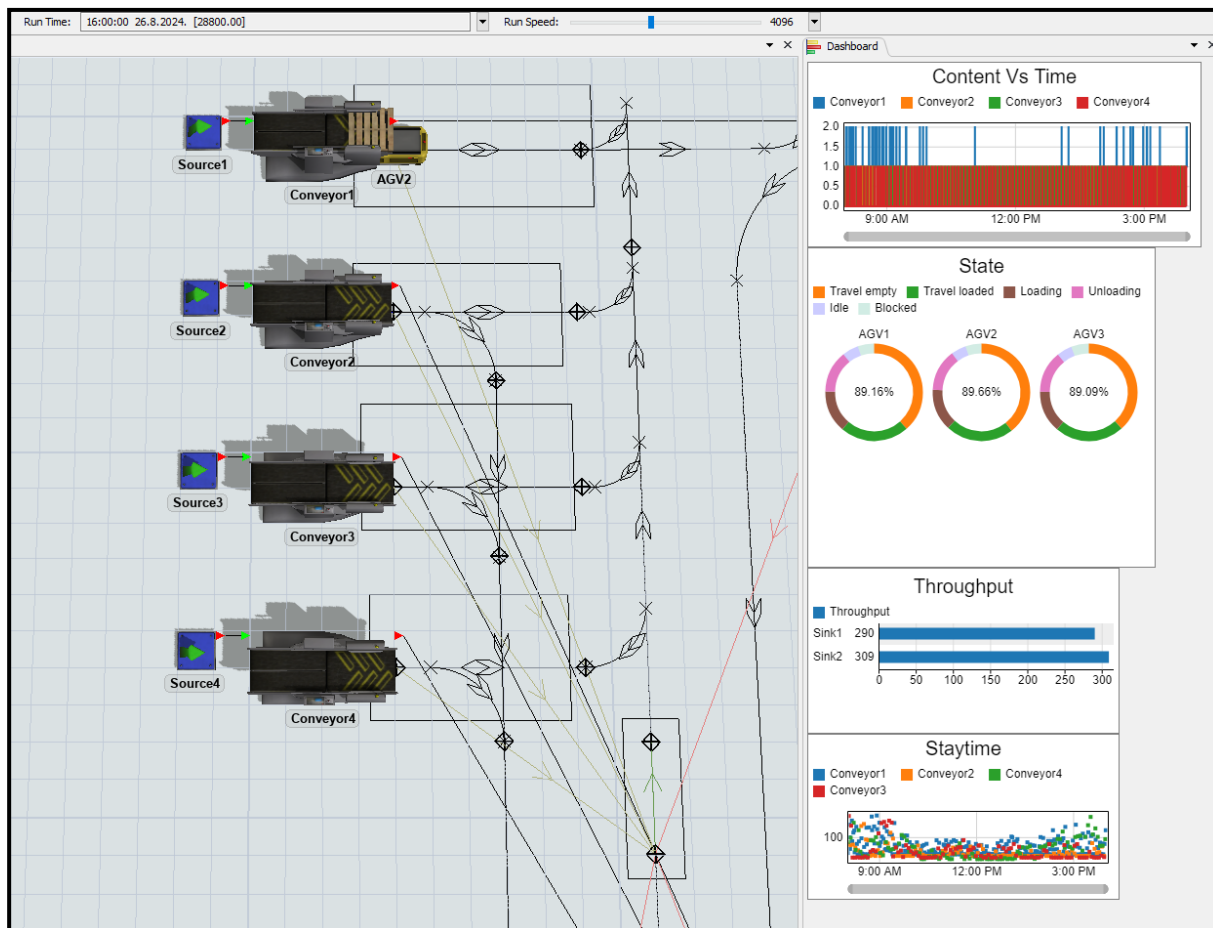 Run Time: 16:00:00 26.8.2024. [28800.00] Run Speed: 4096
Dashboard
Source1
Conveyor1
AGV2
Source2
Conveyor2
Source3
Conveyor3
Source4
Conveyor4
Content Vs Time
Conveyor1 Conveyor2 Conveyor3 Conveyor4
2.0
1.5
1.0
0.5
0.0
9:00 AM 12:00 PM 3:00 PM
State
Travel empty Travel loaded Loading Unloading
Idle Blocked
AGV1 AGV2 AGV3
89.16% 89.66% 89.09%
Throughput
Throughput
Sink1 290
Sink2 309
0 50 100 150 200 250 300
Staytime
Conveyor1 Conveyor2 Conveyor4
Conveyor3
100
9:00 AM 12:00 PM 3:00 PM